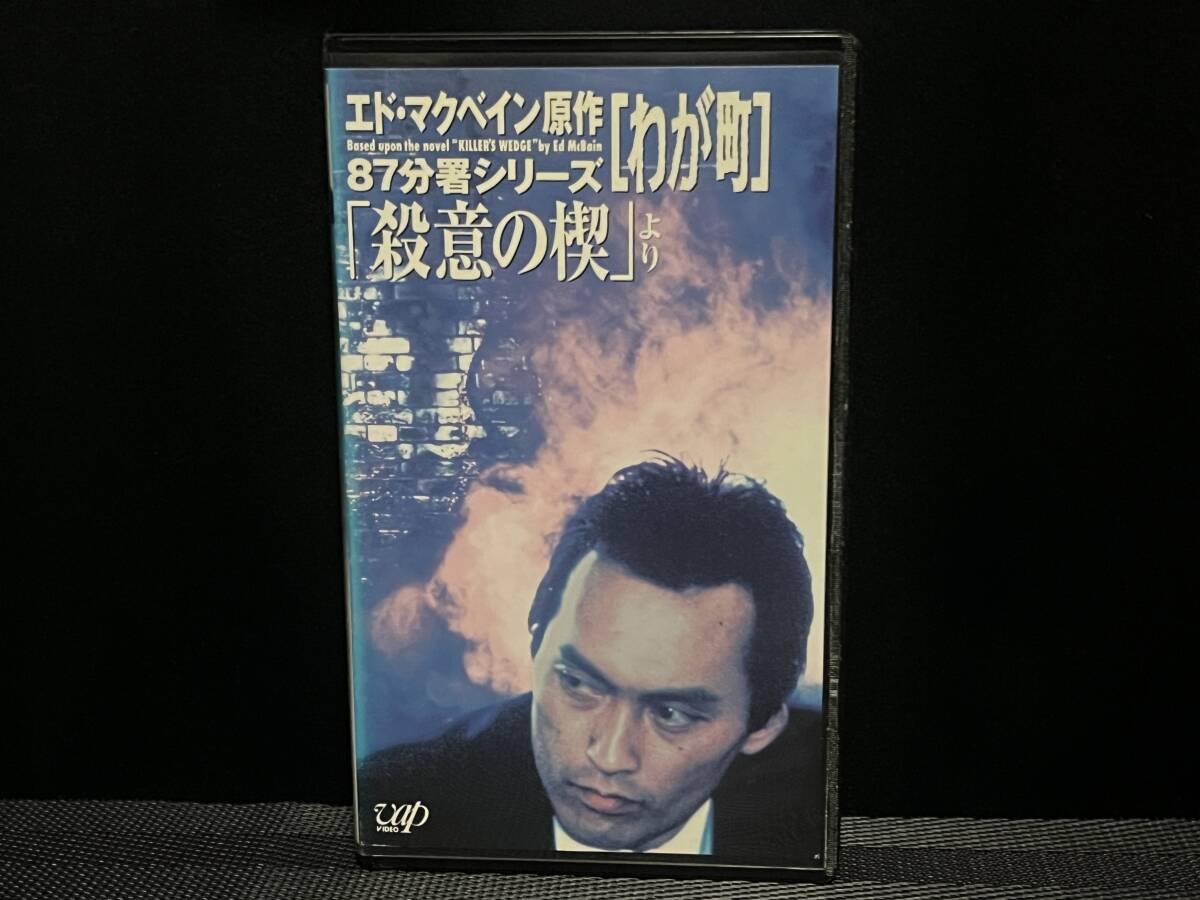 エド・マクベイン原作
Based upon the novel "KILLER'S WEDGE" by Ed McBain
87分署シリーズ
[わが町]
「殺意の楔」より
vap
VIDEO